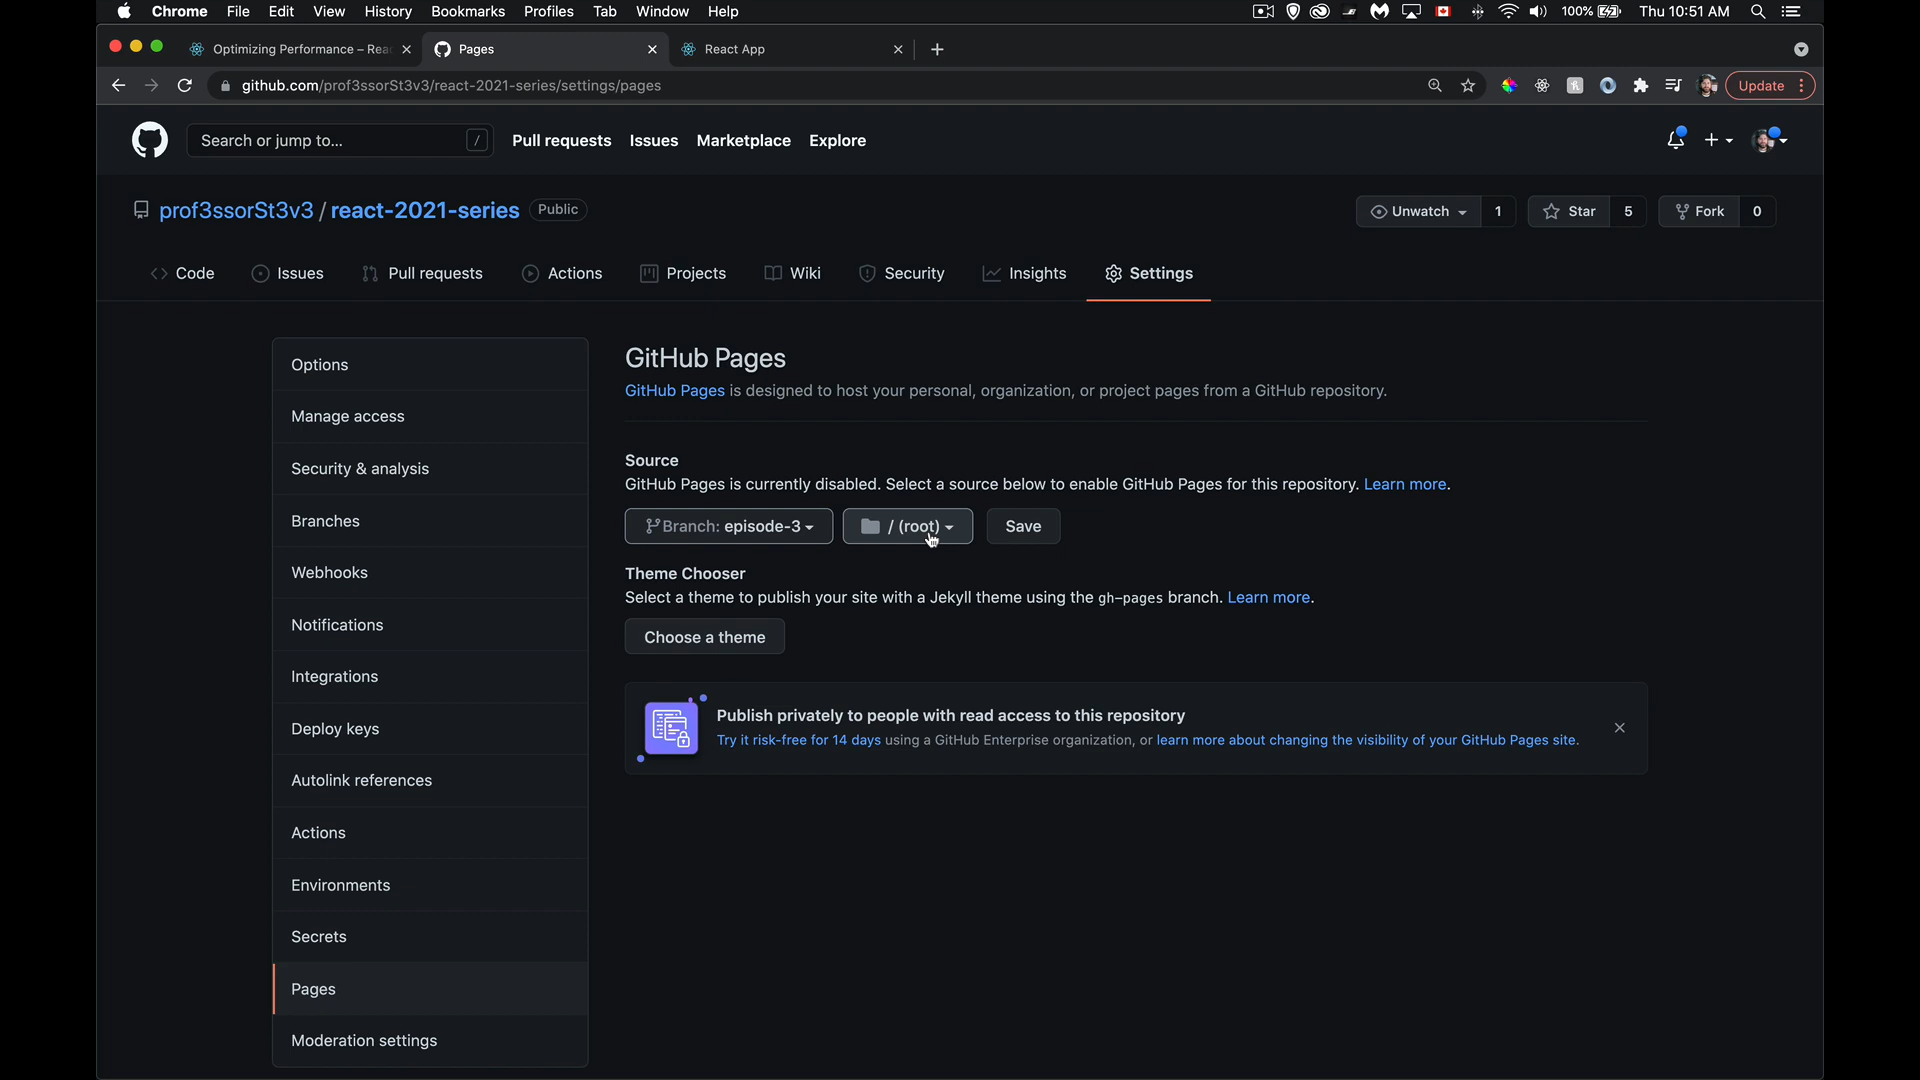 Chrome File Edit View History Bookmarks Profiles Tab Window Help 100% Thu 10:51 AM
Optimizing Performance – Rea Pages React App
github.com/prof3ssorSt3v3/react-2021-series/settings/pages Update
Search or jump to... / Pull requests Issues Marketplace Explore
prof3ssorSt3v3 / react-2021-series Public Unwatch 1 Star 5 Fork 0
Code Issues Pull requests Actions Projects Wiki Security Insights Settings
Options
Manage access
Security & analysis
Branches
Webhooks
Notifications
Integrations
Deploy keys
Autolink references
Actions
Environments
Secrets
Pages
Moderation settings
GitHub Pages
GitHub Pages is designed to host your personal, organization, or project pages from a GitHub repository.
Source
GitHub Pages is currently disabled. Select a source below to enable GitHub Pages for this repository. Learn more.
Branch: episode-3 / (root) Save
Theme Chooser
Select a theme to publish your site with a Jekyll theme using the gh-pages branch. Learn more.
Choose a theme
Publish privately to people with read access to this repository
Try it risk-free for 14 days using a GitHub Enterprise organization, or learn more about changing the visibility of your GitHub Pages site.